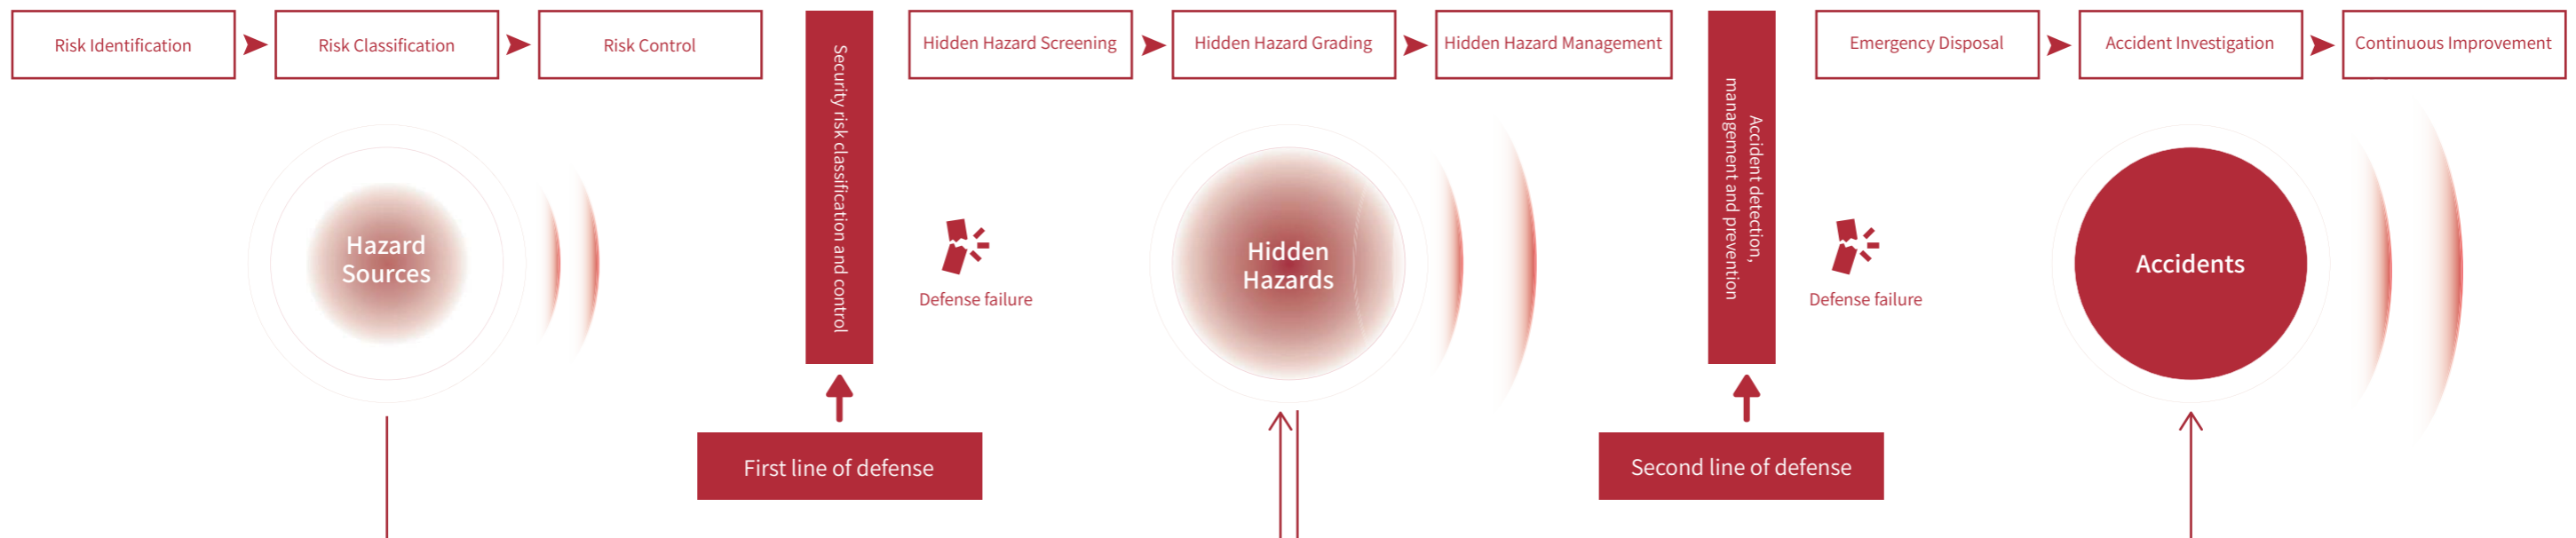 Risk Identification
Risk Classification
Risk Control
Security risk classification and control
Hidden Hazard Screening
Hidden Hazard Grading
Hidden Hazard Management
Accident detection,
management and prevention
Emergency Disposal
Accident Investigation
Continuous Improvement
Hazard
Sources
Defense failure
Hidden
Hazards
Defense failure
Accidents
First line of defense
Second line of defense